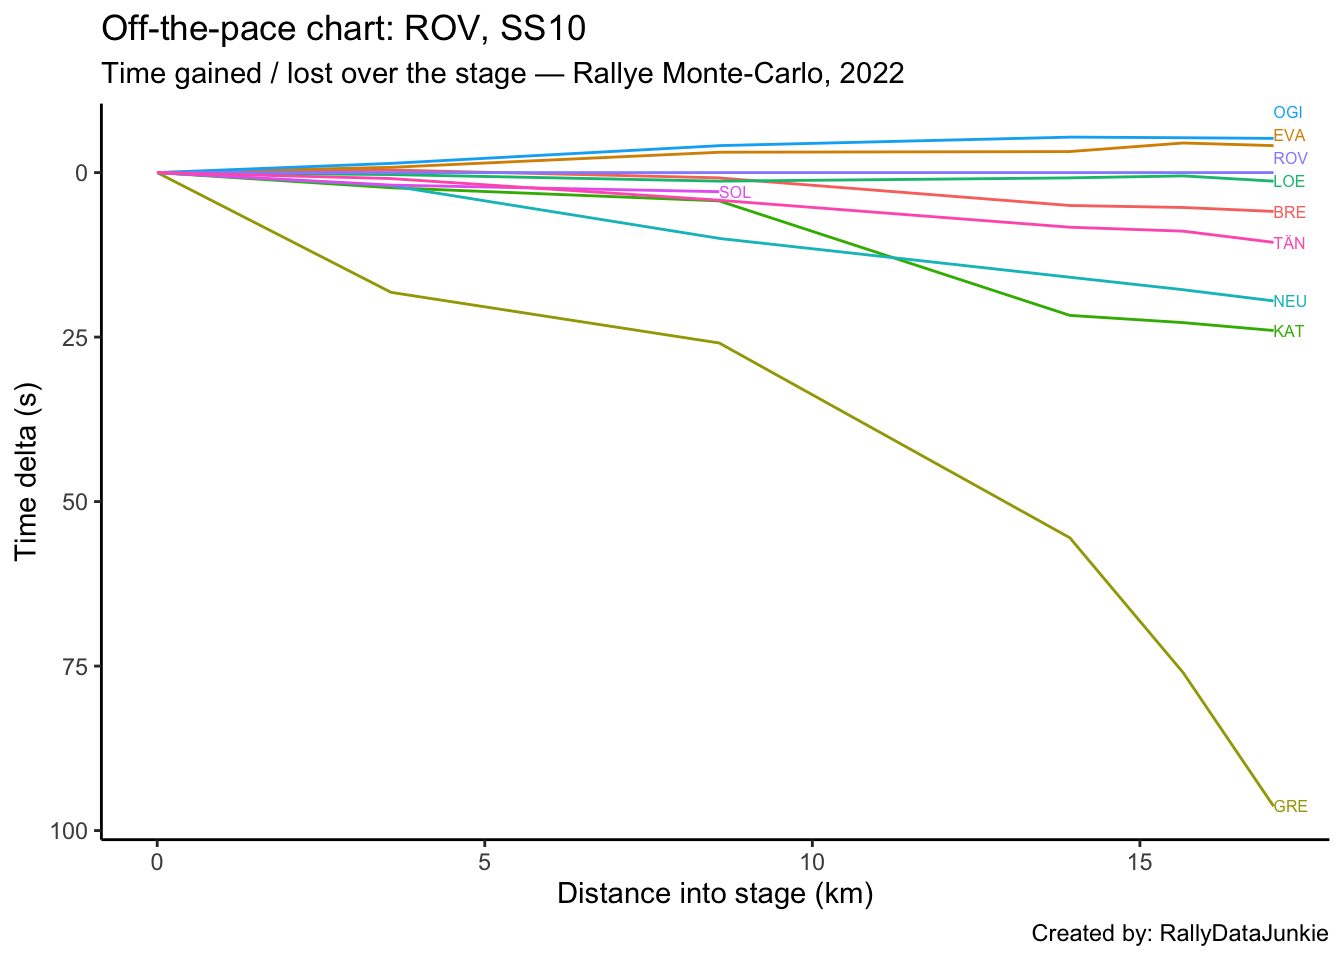 Off-the-pace chart: ROV, SS10
Time gained / lost over the stage — Rallye Monte-Carlo, 2022
OGI
EVA
ROV
LOE
SOL
BRE
TÄN
NEU
KAT
GRE
0
25
50
75
100
Time delta (s)
0 5 10 15
Distance into stage (km)
Created by: RallyDataJunkie